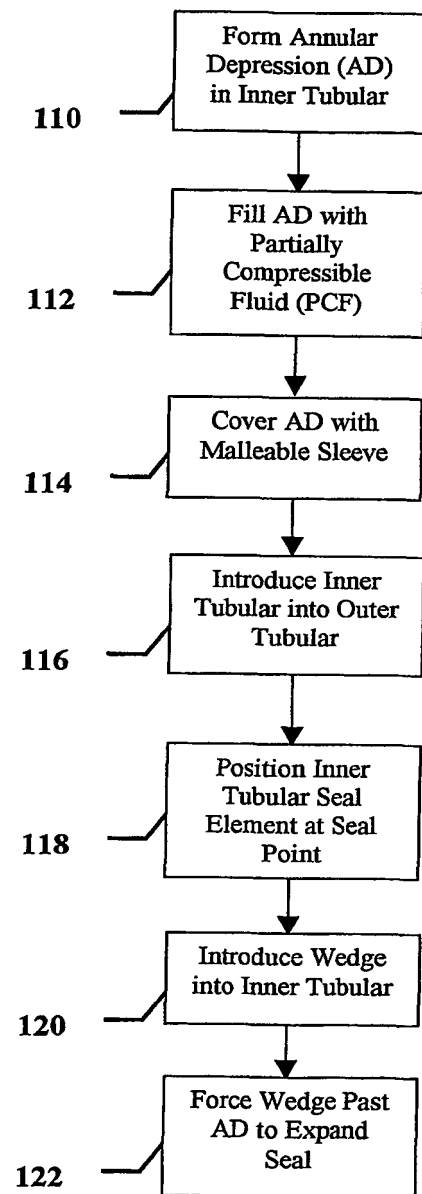 Form Annular
Depression (AD)
in Inner Tubular
110
Fill AD with
Partially
Compressible
Fluid (PCF)
112
Cover AD with
Malleable Sleeve
114
Introduce Inner
Tubular into Outer
Tubular
116
Position Inner
Tubular Seal
Element at Seal
Point
118
Introduce Wedge
into Inner Tubular
120
Force Wedge Past
AD to Expand
Seal
122